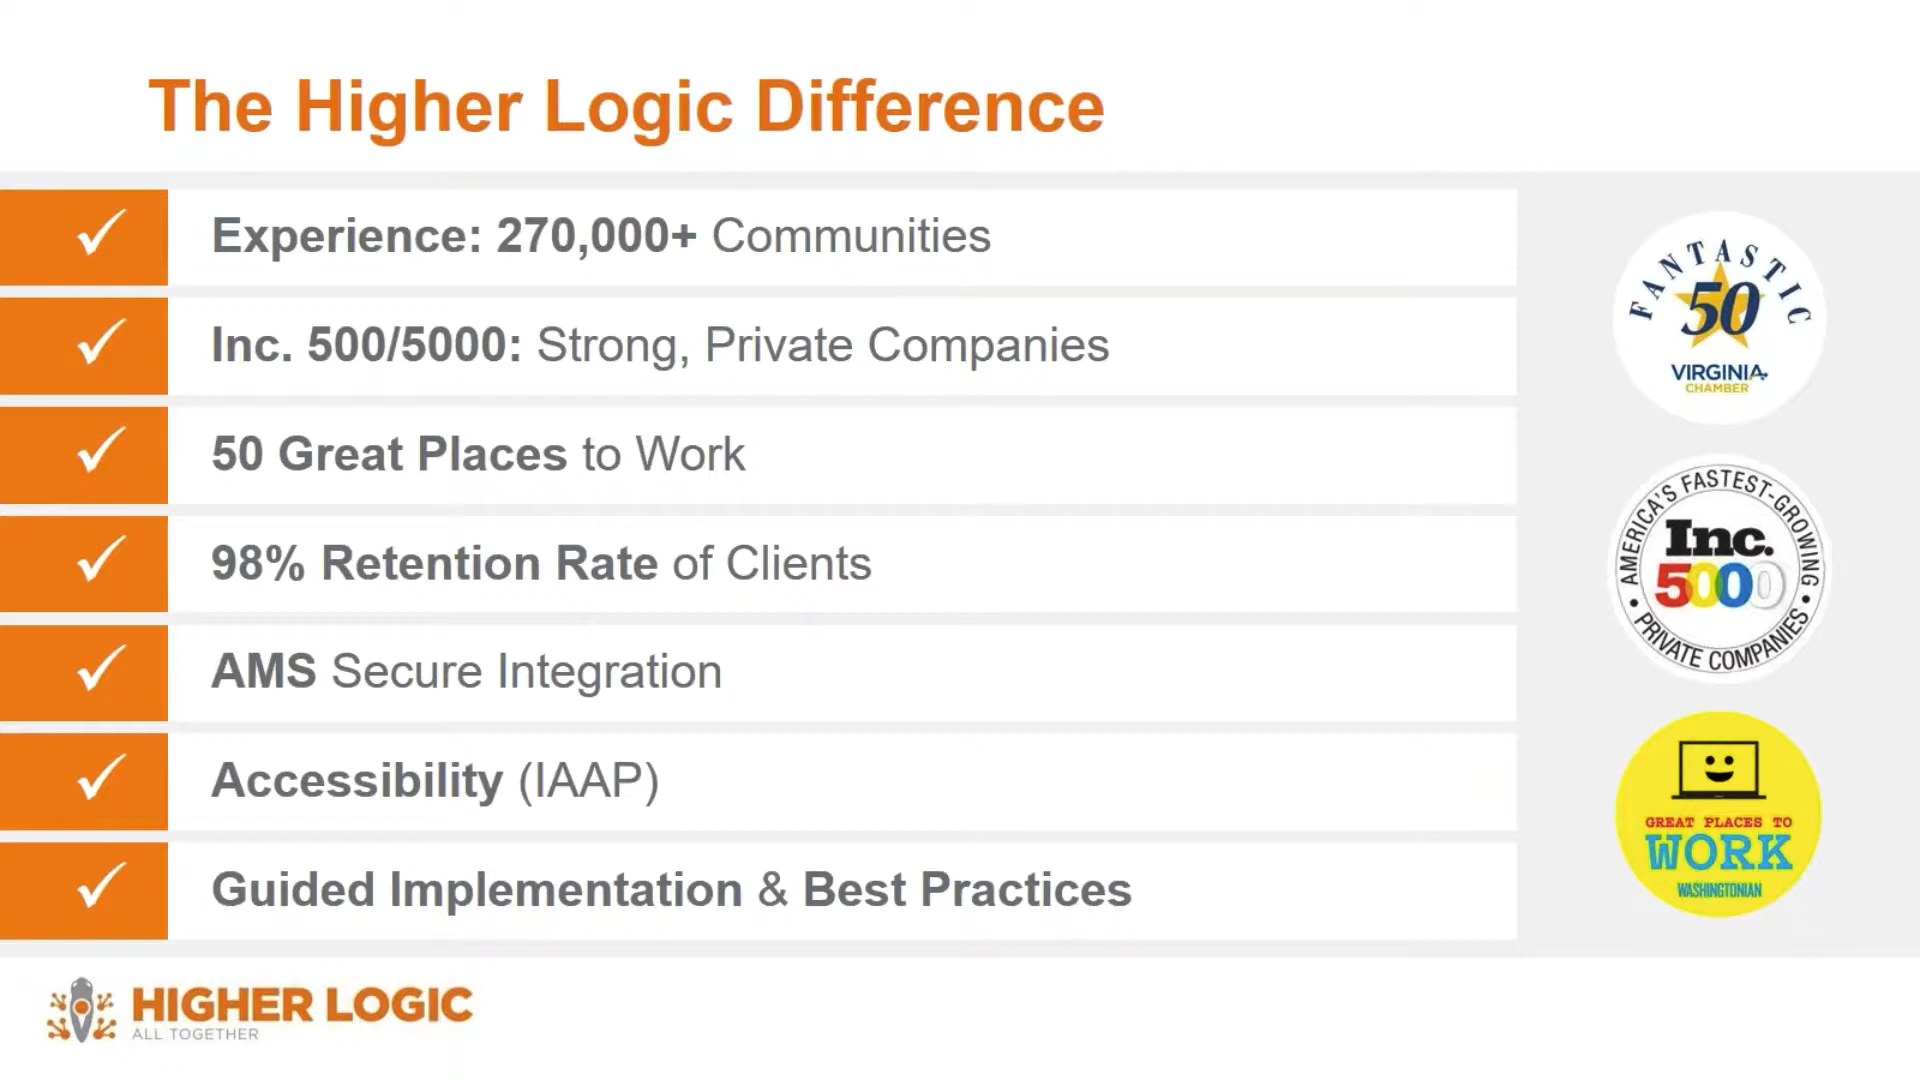 The Higher Logic Difference
Experience: 270,000+ Communities
Inc. 500/5000: Strong, Private Companies
50 Great Places to Work
98% Retention Rate of Clients
AMS Secure Integration
Accessibility (IAAP)
Guided Implementation & Best Practices
FANTASTIC
50
VIRGINIA
CHAMBER
AMERICA'S FASTEST-GROWING
Inc.
5000
• PRIVATE COMPANIES •
GREAT PLACES TO
WORK
WASHINGTONIAN
HIGHER LOGIC
ALL TOGETHER